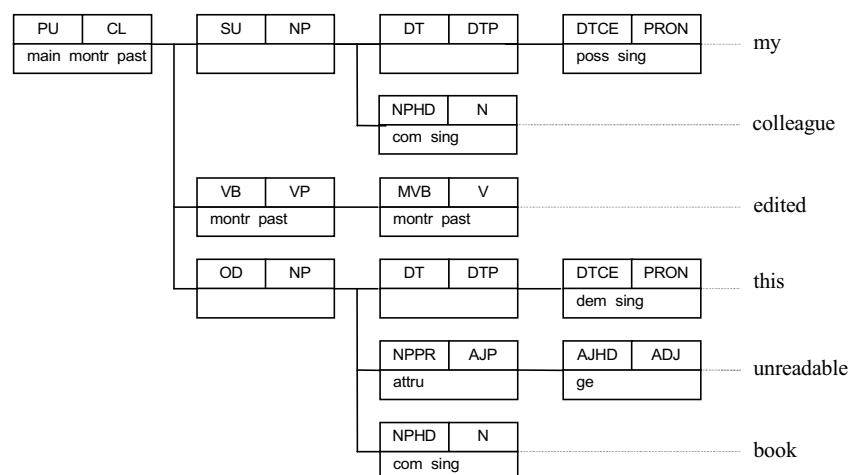 PU CL SU NP DT DTP DTCE PRON my
main montr past poss sing
NPHD N colleague
com sing
VB VP MVB V edited
montr past montr past
OD NP DT DTP DTCE PRON this
dem sing
NPPR AJP AJHD ADJ unreadable
attru ge
NPHD N book
com sing